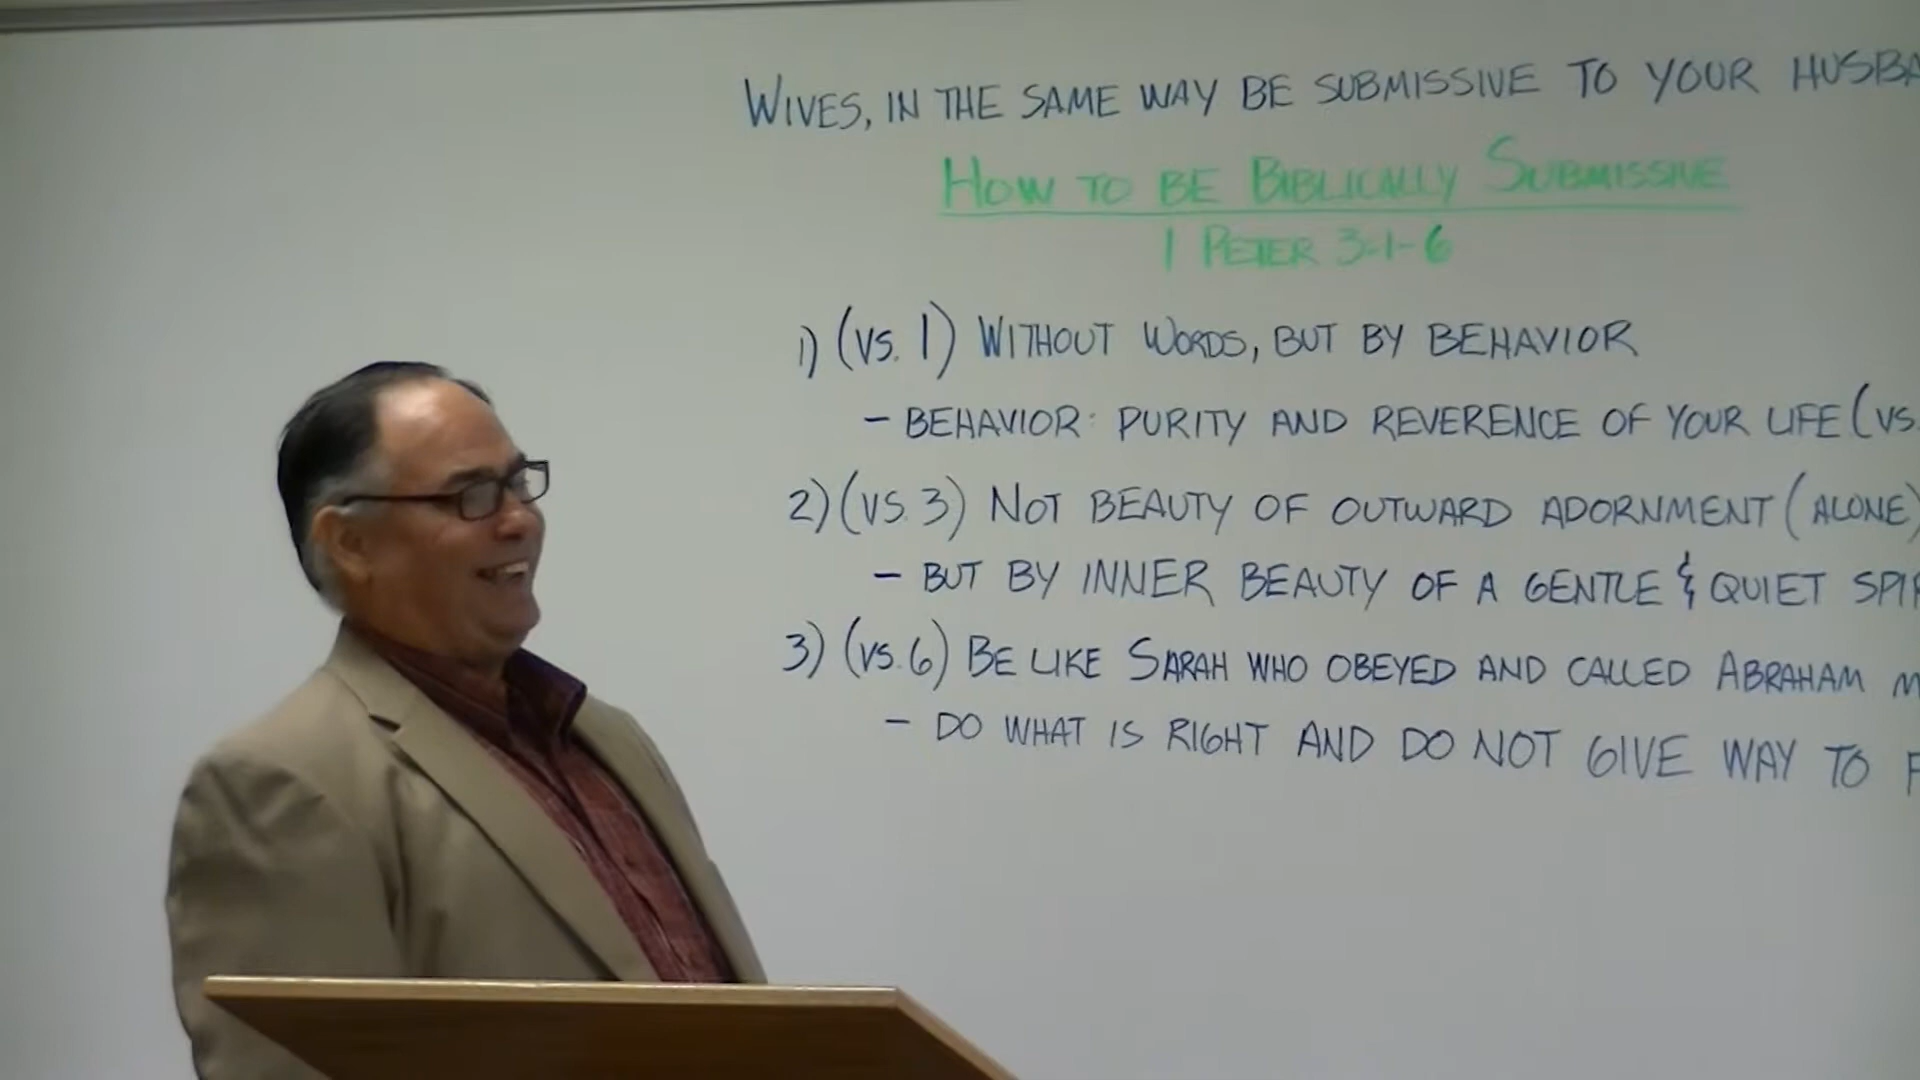 WIVES, IN THE SAME WAY BE SUBMISSIVE TO YOUR
HOW TO BE BIBLICALLY SUBMISSIVE
1 PETER 3:1-6
1) (VS. 1) WITHOUT WORDS, BUT BY BEHAVIOR
- BEHAVIOR: PURITY AND REVERENCE OF YOUR LIFE (VS.
2) (VS. 3) NOT BEAUTY OF OUTWARD ADORNMENT (ALONE)
- BUT BY INNER BEAUTY OF A GENTLE & QUIET
3) (VS. 6) BE LIKE SARAH WHO OBEYED AND CALLED ABRAHAM
- DO WHAT IS RIGHT AND DO NOT GIVE WAY TO